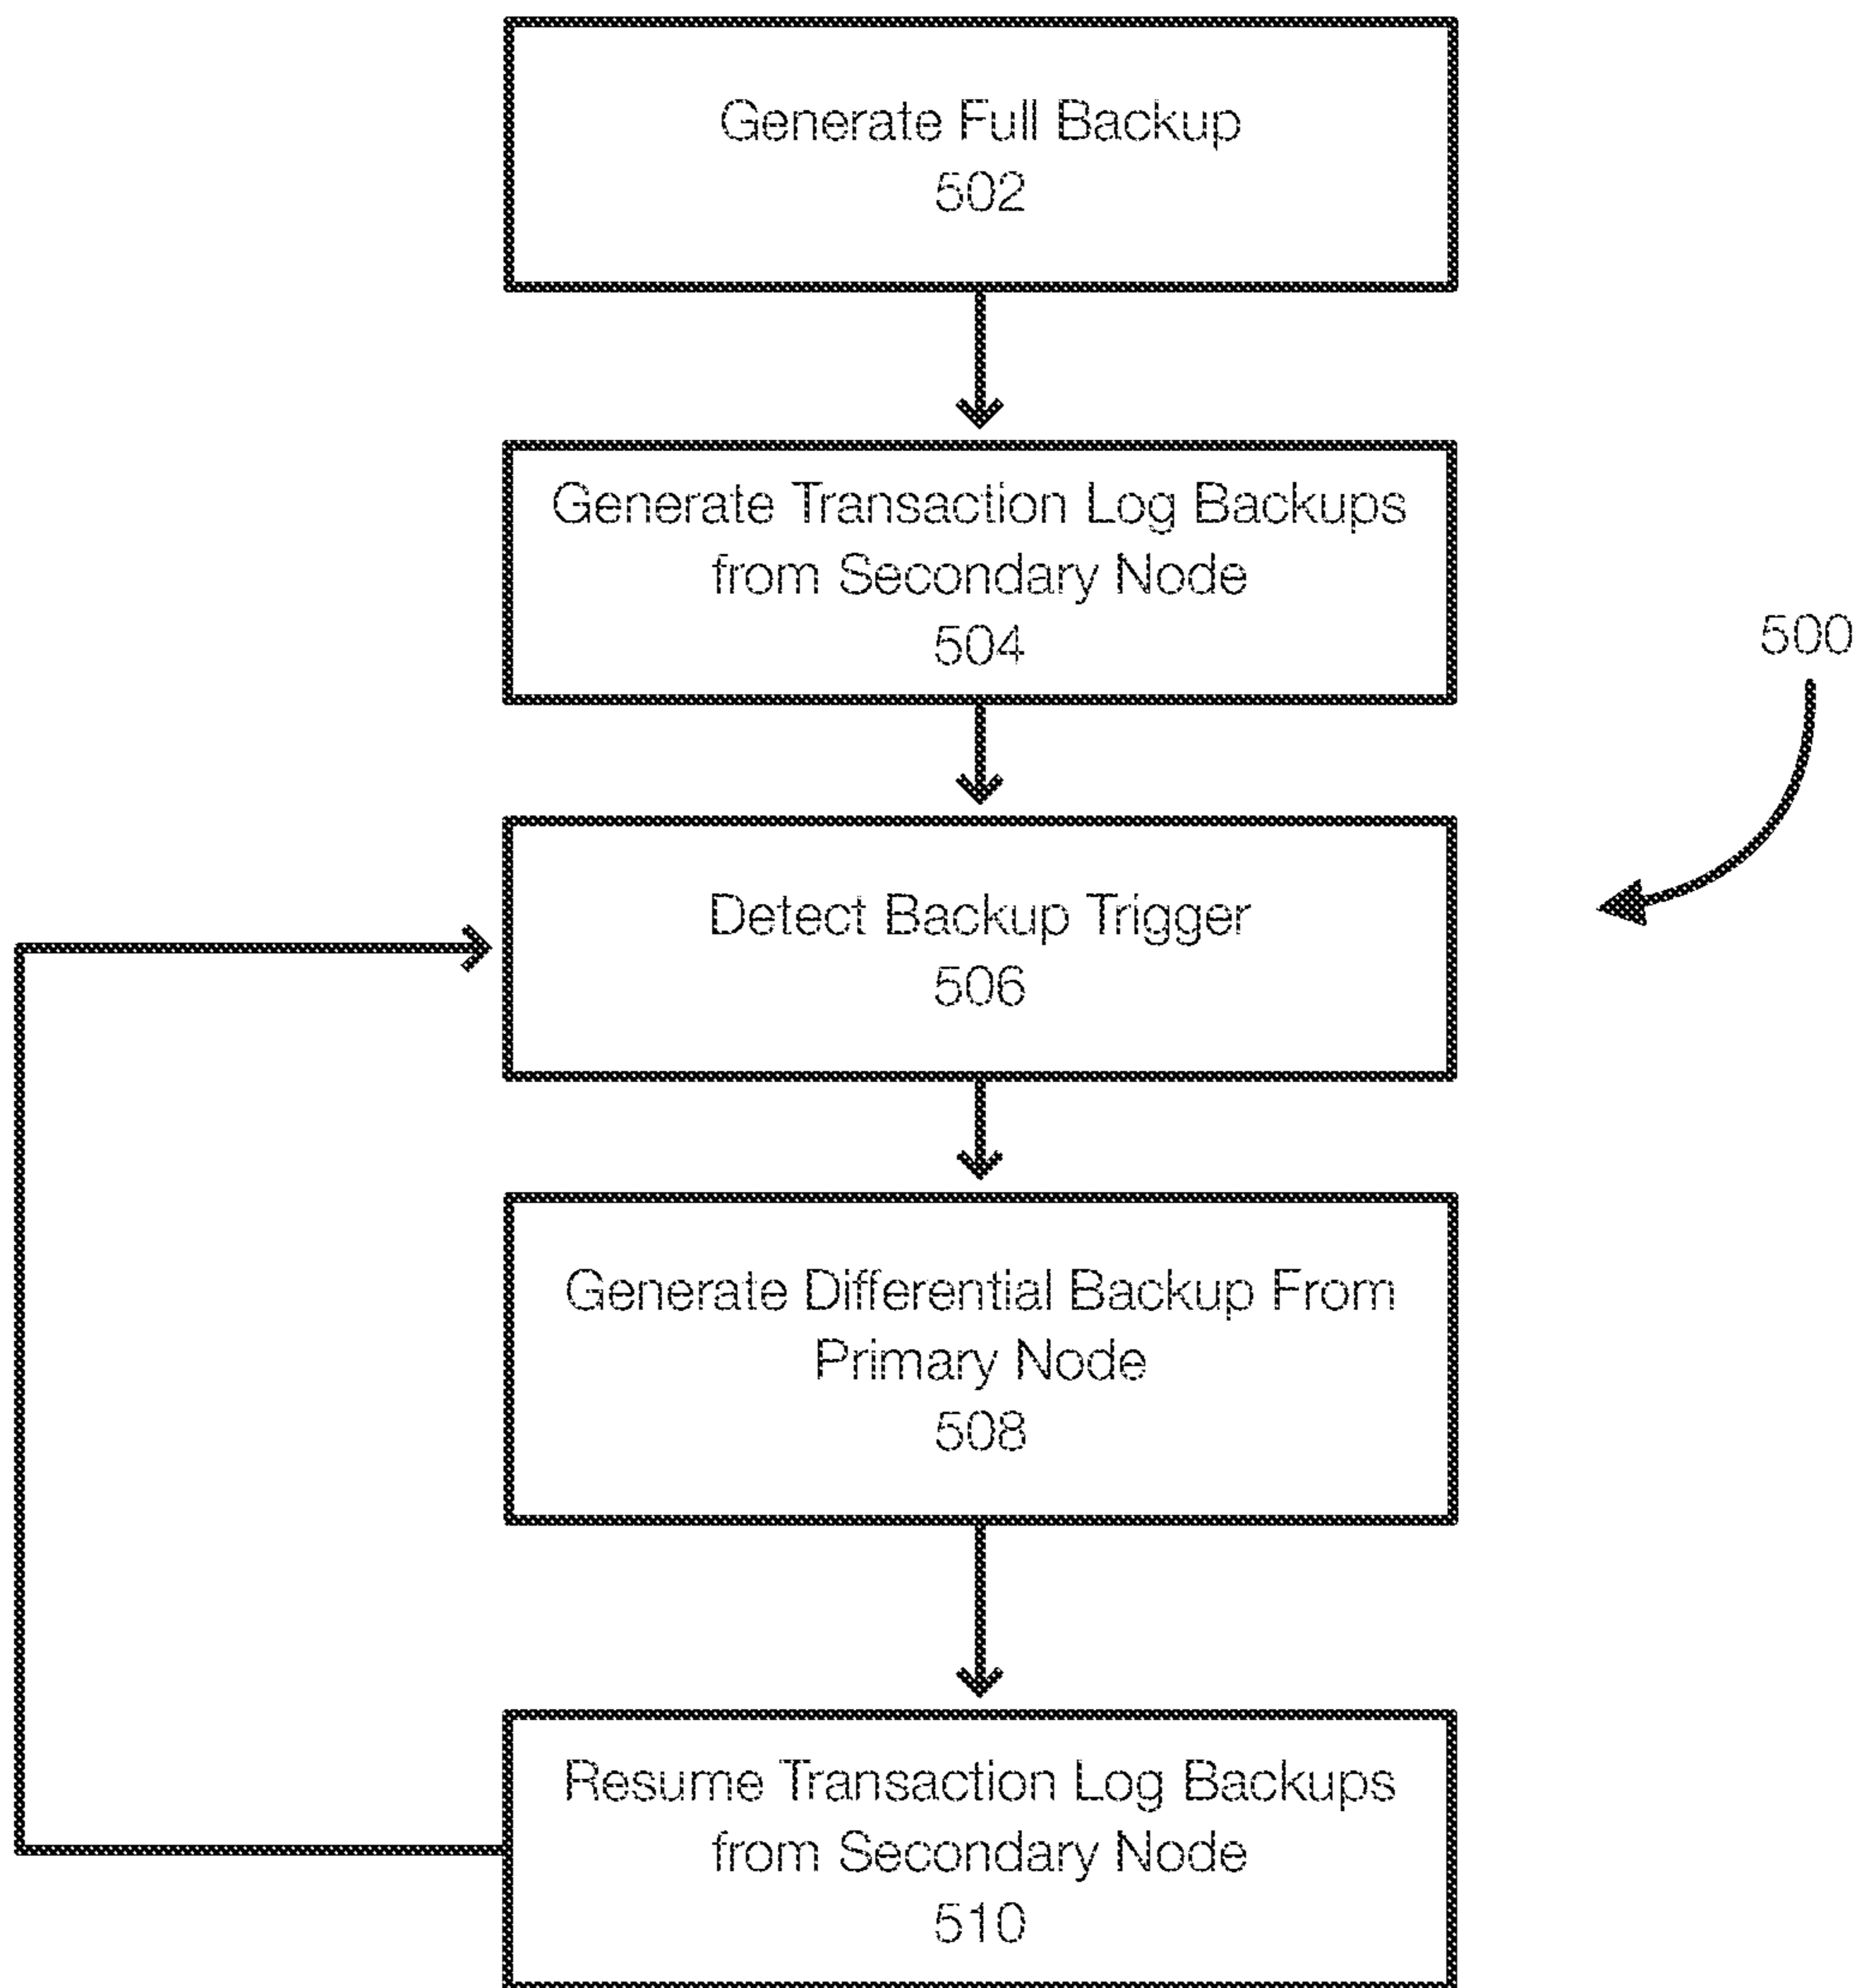 Generate Full Backup
502
Generate Transaction Log Backups
from Secondary Node
504
500
Detect Backup Trigger
506
Generate Differential Backup From
Primary Node
508
Resume Transaction Log Backups
from Secondary Node
510